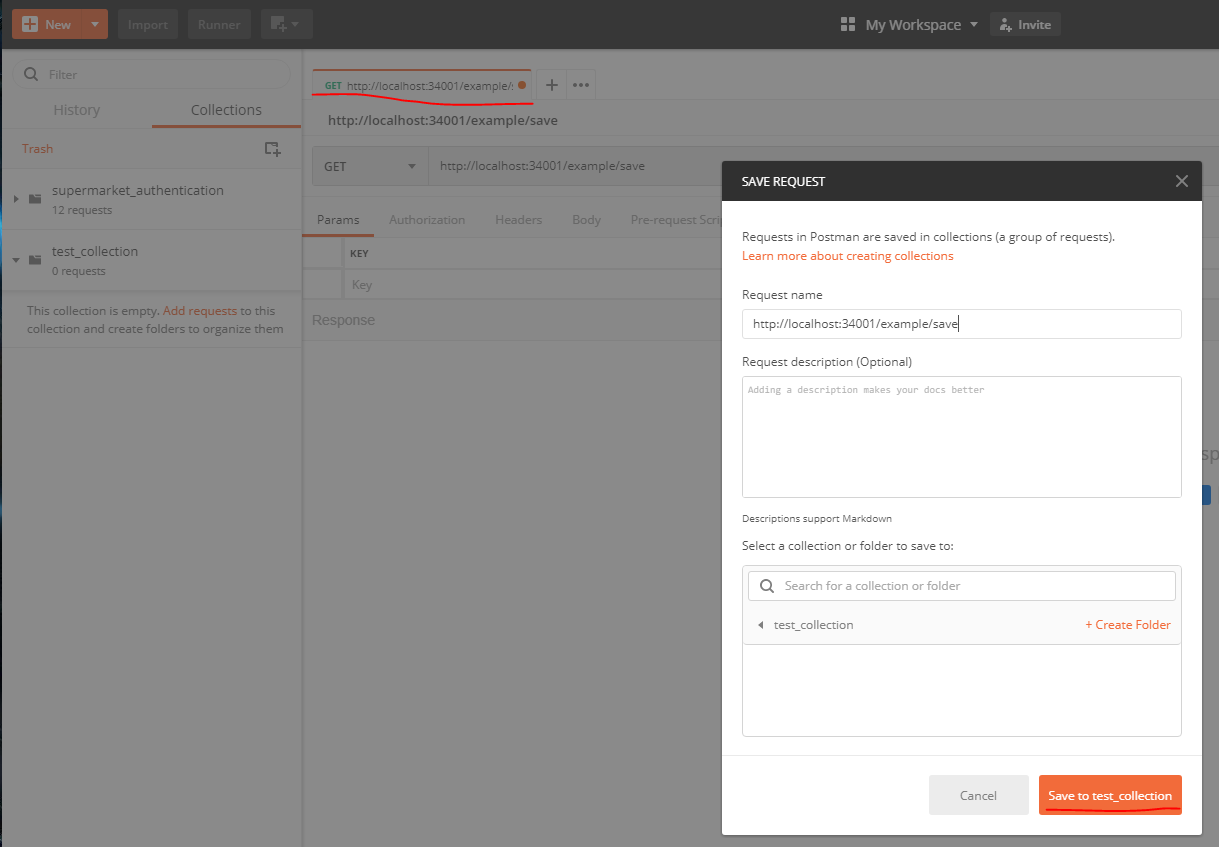 New
Import
Runner
My Workspace
Invite
Filter
History
Collections
Trash
supermarket_authentication
12 requests
test_collection
0 requests
This collection is empty. Add requests to this
collection and create folders to organize them
GET http://localhost:34001/example/
http://localhost:34001/example/save
GET
http://localhost:34001/example/save
Params
Authorization
Headers
Body
Pre-request Scrip
KEY
Key
Response
SAVE REQUEST
Requests in Postman are saved in collections (a group of requests).
Learn more about creating collections
Request name
http://localhost:34001/example/save
Request description (Optional)
Adding a description makes your docs better
Descriptions support Markdown
Select a collection or folder to save to:
Search for a collection or folder
test_collection
+ Create Folder
Cancel
Save to test_collection
sp